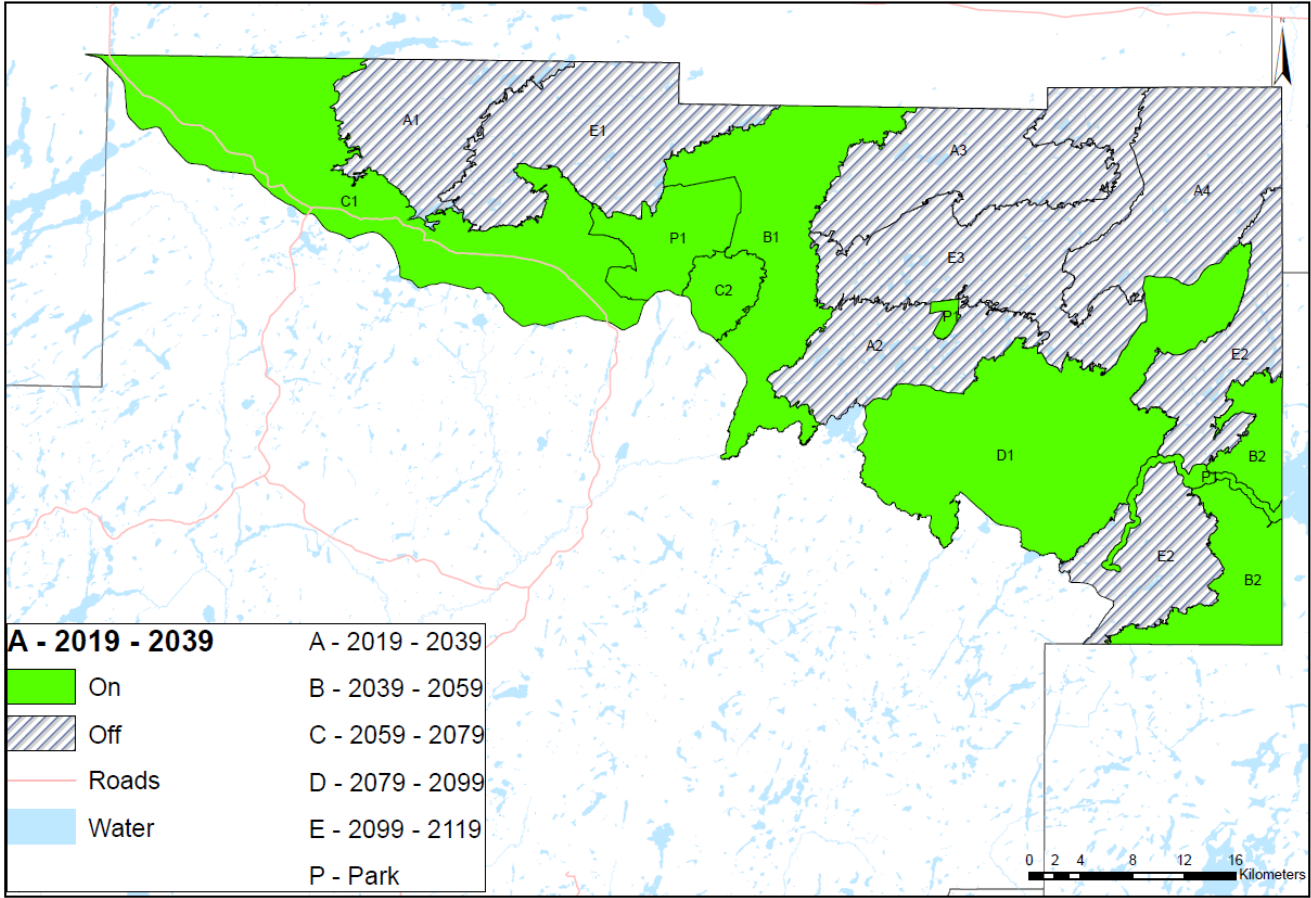 N
A1
E1
A3
A4
C1
P1
B1
E3
C2
P1
A2
E2
D1
B2
P1
E2
B2
A - 2019 - 2039
On
Off
Roads
Water
A - 2019 - 2039
B - 2039 - 2059
C - 2059 - 2079
D - 2079 - 2099
E - 2099 - 2119
P - Park
0 2 4 8 12 16
Kilometers